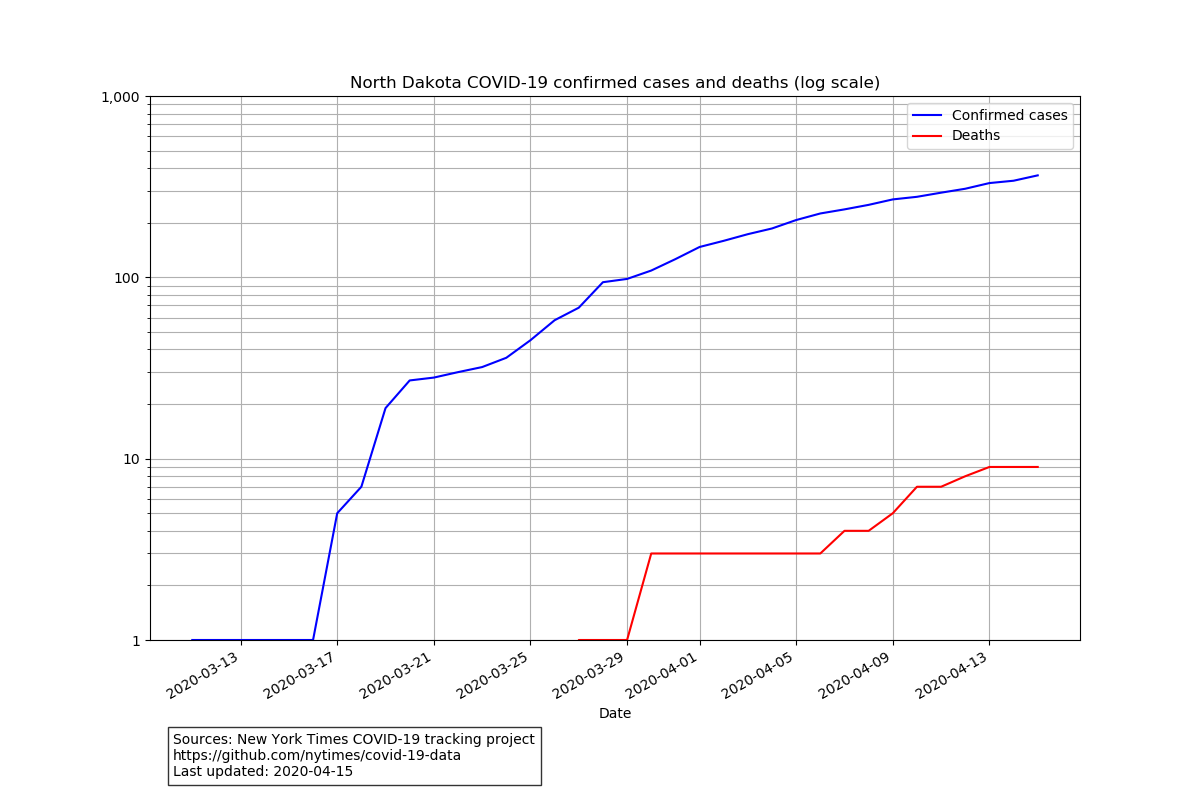 North Dakota COVID-19 confirmed cases and deaths (log scale)
1,000
100
10
1
Confirmed cases
Deaths
2020-03-13
2020-03-17
2020-03-21
2020-03-25
2020-03-29
2020-04-01
2020-04-05
2020-04-09
2020-04-13
Date
Sources: New York Times COVID-19 tracking project
https://github.com/nytimes/covid-19-data
Last updated: 2020-04-15